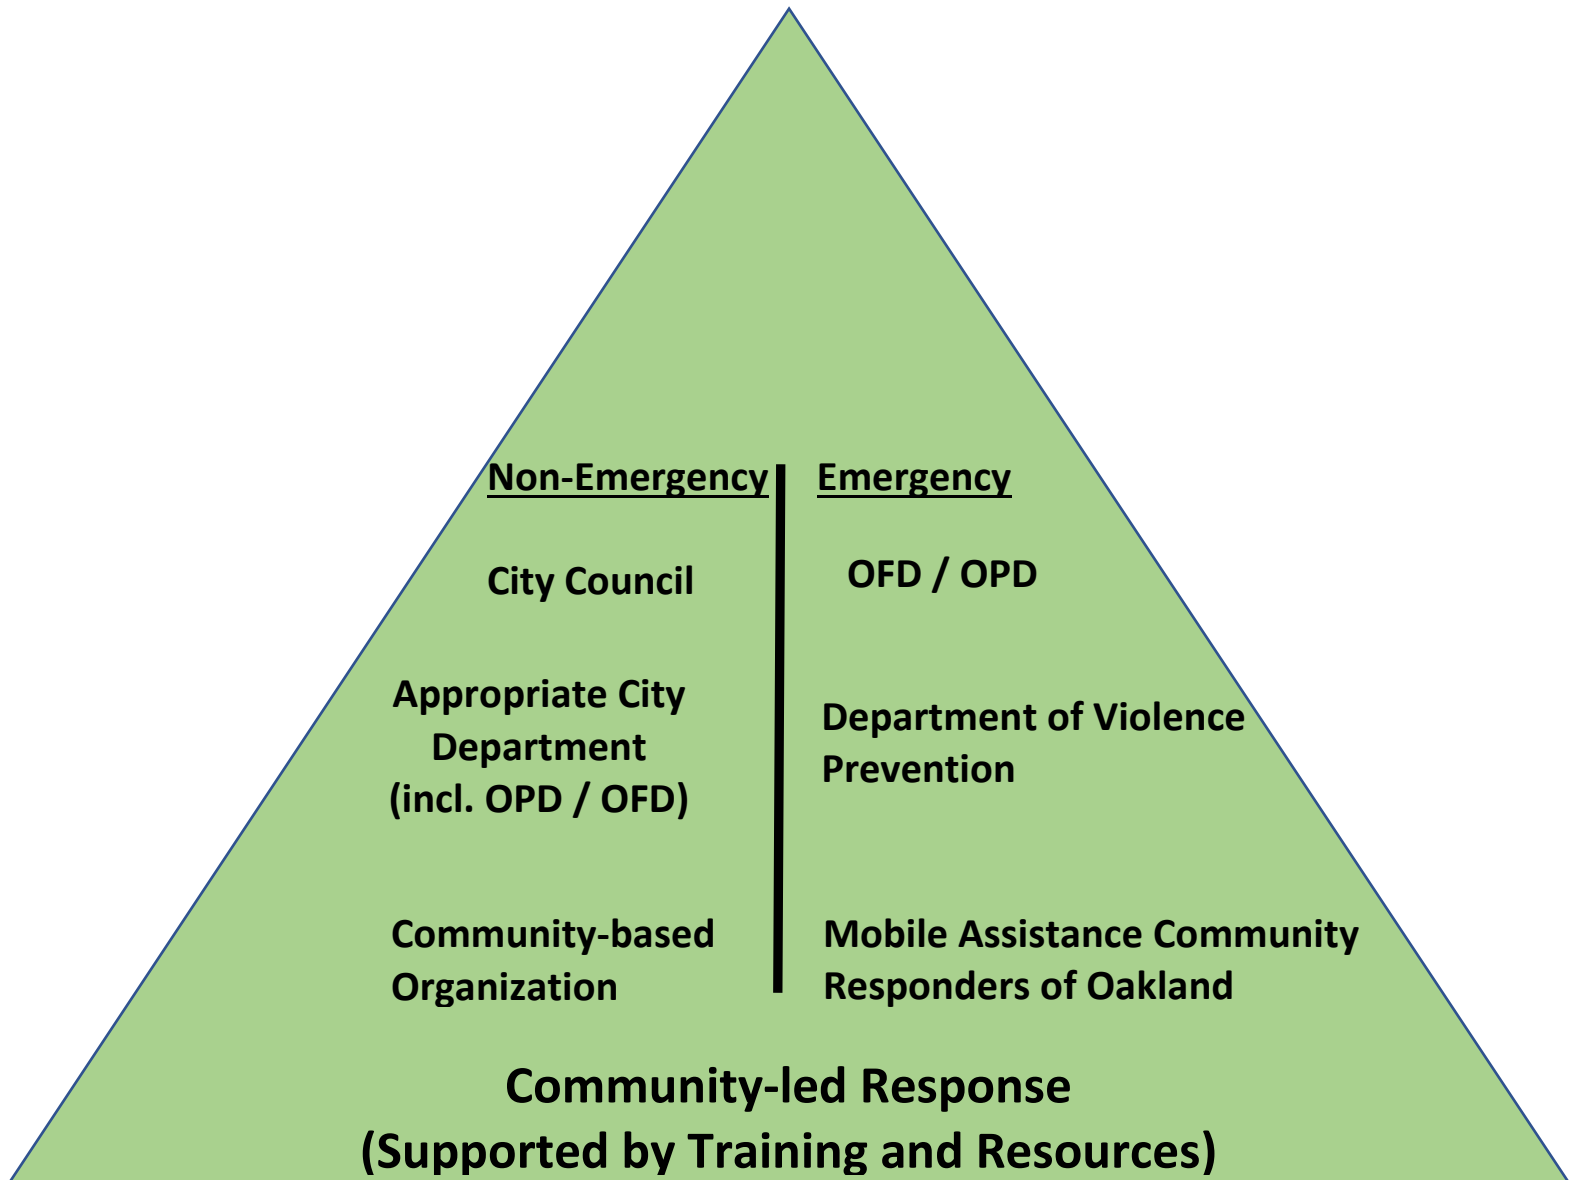 Non-Emergency
City Council
Appropriate City
Department
(incl. OPD / OFD)
Community-based
Organization
Emergency
OFD / OPD
Department of Violence
Prevention
Mobile Assistance Community
Responders of Oakland
Community-led Response
(Supported by Training and Resources)